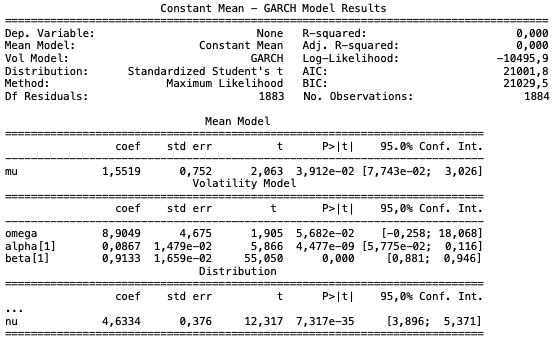 Constant Mean – GARCH Model Results
Dep. Variable: None R-squared: 0,000
Mean Model: Constant Mean Adj. R-squared: 0,000
Vol Model: GARCH Log-Likelihood: -10495,9
Distribution: Standardized Student's t AIC: 21001,8
Method: Maximum Likelihood BIC: 21029,5
Df Residuals: 1883 No. Observations: 1884
Mean Model
coef std err t P>|t| 95.0% Conf. Int.
mu 1,5519 0,752 2,063 3,912e-02 [7,743e-02; 3,026]
Volatility Model
coef std err t P>|t| 95,0% Conf. Int.
omega 8,9049 4,675 1,905 5,682e-02 [-0,258; 18,068]
alpha[1] 0,0867 1,479e-02 5,866 4,477e-09 [5,775e-02; 0,116]
beta[1] 0,9133 1,659e-02 55,050 0,000 [0,881; 0,946]
Distribution
coef std err t P>|t| 95,0% Conf. Int.
...
nu 4,6334 0,376 12,317 7,317e-35 [3,896; 5,371]